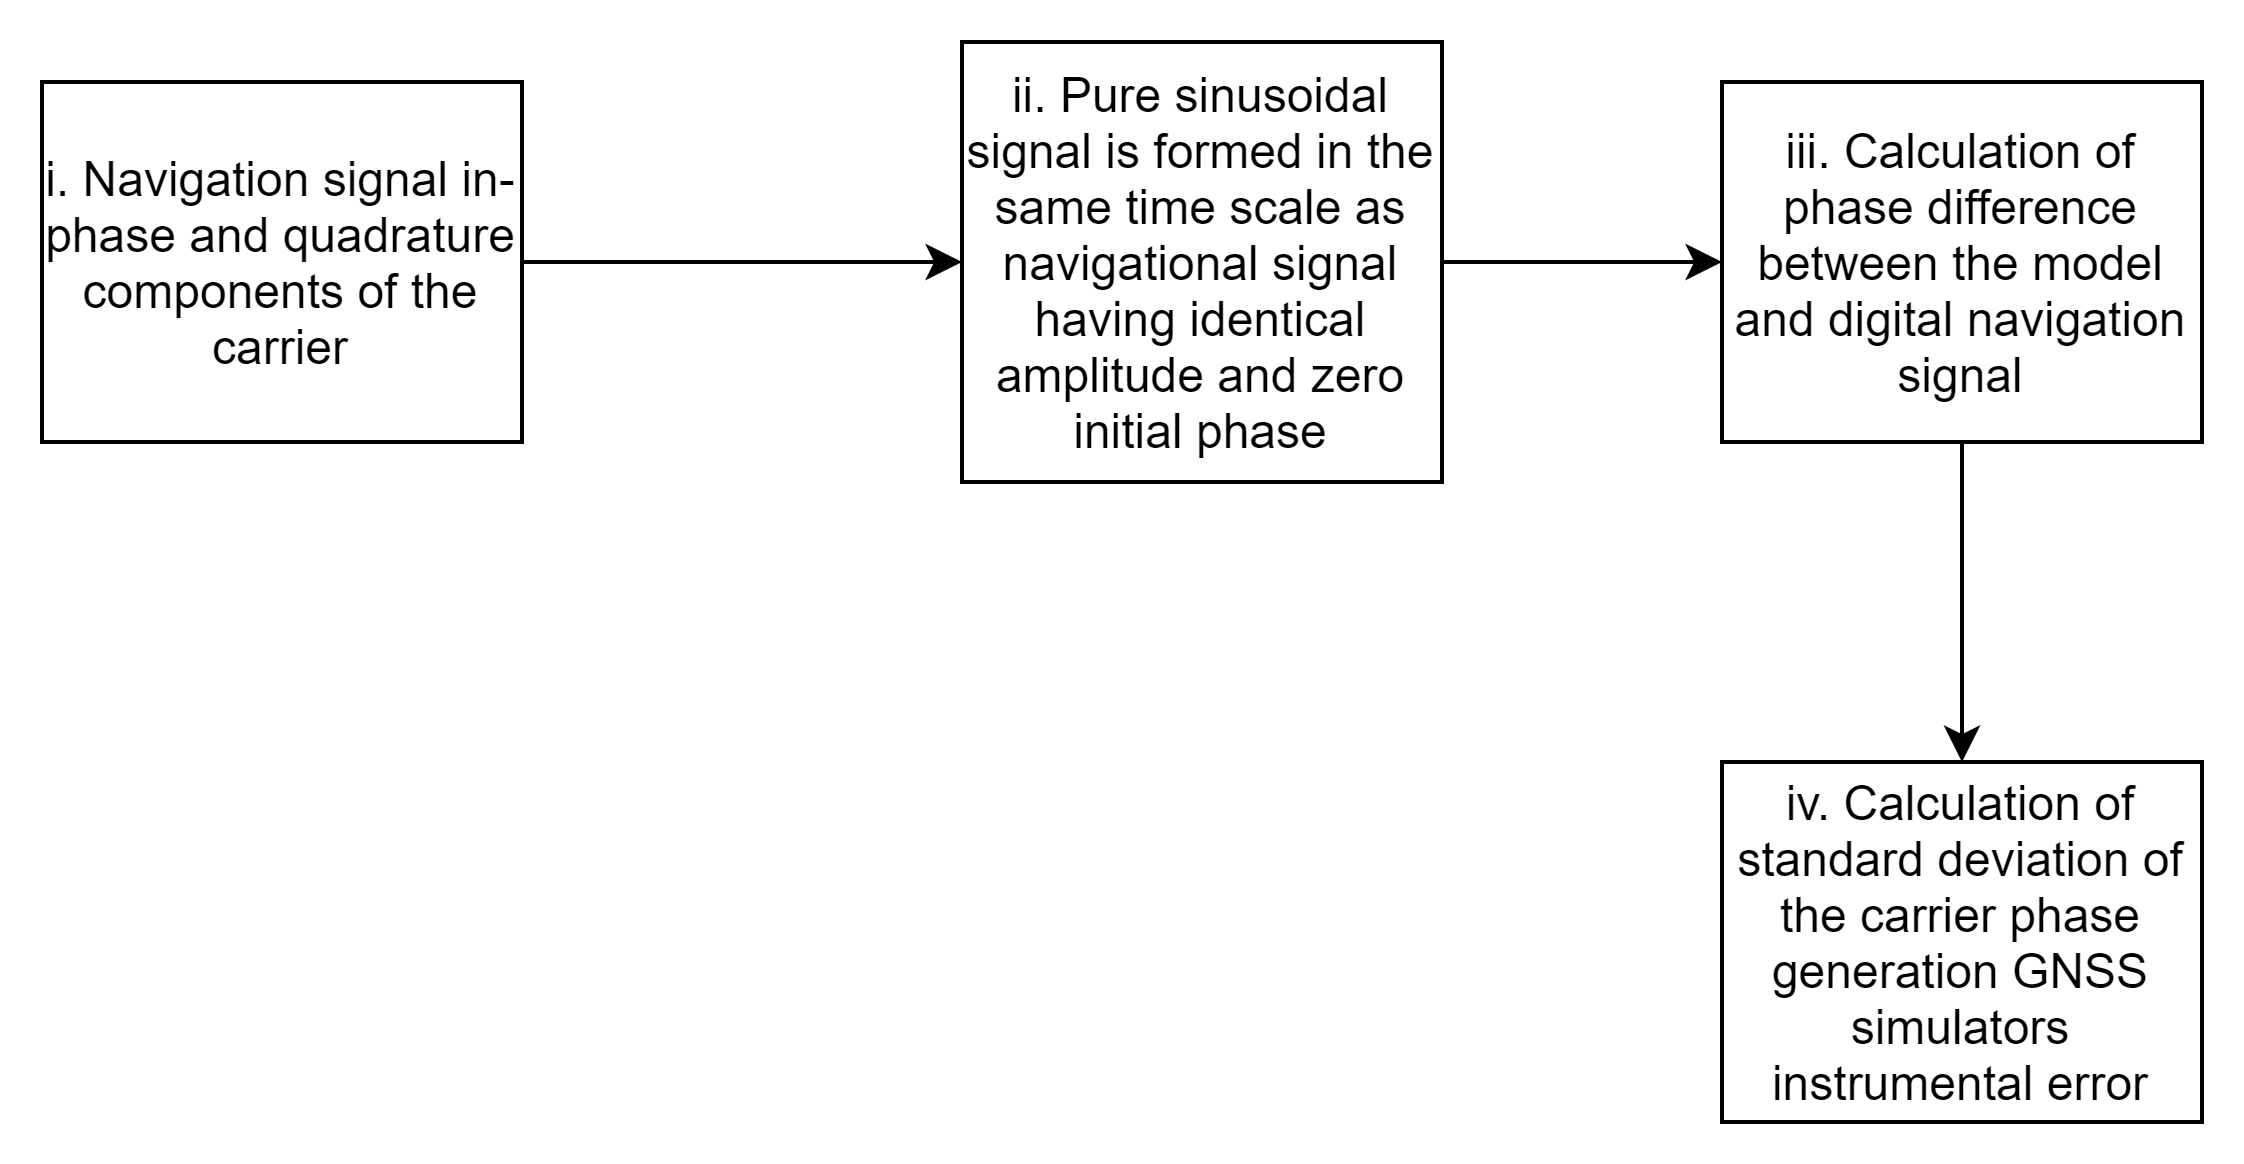 i. Navigation signal in-
phase and quadrature
components of the
carrier
ii. Pure sinusoidal
signal is formed in the
same time scale as
navigational signal
having identical
amplitude and zero
initial phase
iii. Calculation of
phase difference
between the model
and digital navigation
signal
iv. Calculation of
standard deviation of
the carrier phase
generation GNSS
simulators
instrumental error